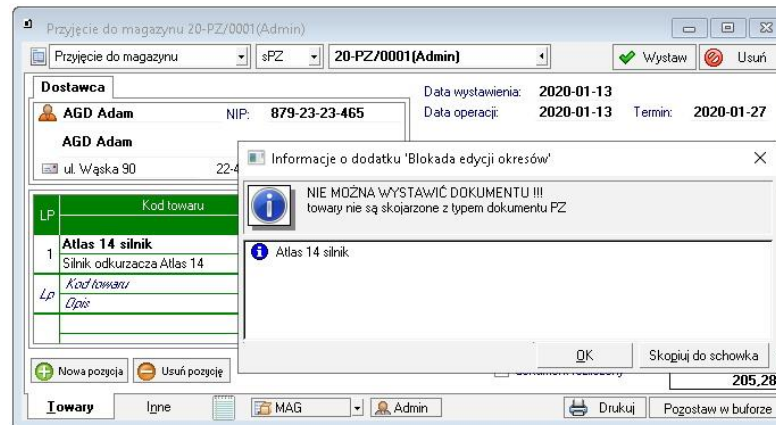 Przyjęcie do magazynu 20-PZ/0001(Admin)
Przyjęcie do magazynu sPZ 20-PZ/0001(Admin) Wystaw Usuń
Dostawca
Data wystawienia: 2020-01-13
AGD Adam NIP: 879-23-23-465
Data operacji: 2020-01-13 Termin: 2020-01-27
AGD Adam
ul. Wąska 90 22-4
Informacje o dodatku 'Blokada edycji okresów'
NIE MOŻNA WYSTAWIĆ DOKUMENTU !!!
towary nie są skojarzone z typem dokumentu PZ
Atlas 14 silnik
OK Skopiuj do schowka
LP Kod towaru
1 Atlas 14 silnik
Silnik odkurzacza Atlas 14
Lp Kod towaru
Opis
Nowa pozycja Usuń pozycję
205,28
Towary Inne MAG Admin Drukuj Pozostaw w buforze